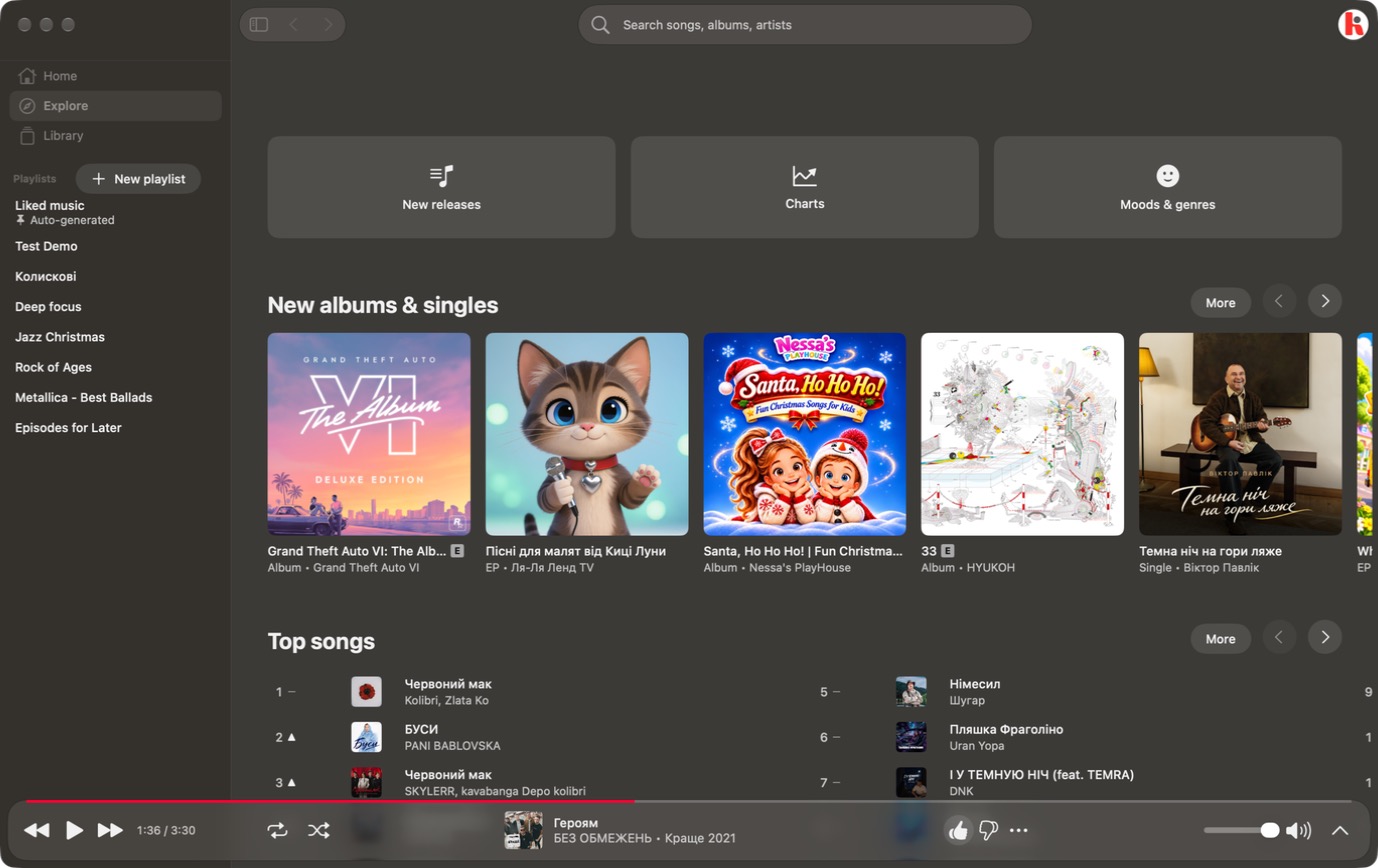 Search songs, albums, artists
Home
Explore
Library
Playlists
New playlist
Liked music
Auto-generated
Test Demo
Колискові
Deep focus
Jazz Christmas
Rock of Ages
Metallica - Best Ballads
Episodes for Later
New releases
Charts
Moods & genres
New albums & singles
More
GRAND THEFT AUTO
VI
The Album
DELUXE EDITION
Nessa's
PLAYHOUSE
Santa, Ho Ho Ho!
Fun Christmas Songs for Kids
33
ВІКТОР ПАВЛІК
Темна ніч
на гори ляже
Grand Theft Auto VI: The Alb... E
Album • Grand Theft Auto VI
Пісні для малят від Киці Луни
EP • Ля-Ля Ленд TV
Santa, Ho Ho Ho! | Fun Christma...
Album • Nessa's PlayHouse
33 E
Album • HYUKOH
Темна ніч на гори ляже
Single • Віктор Павлік
EP
Top songs
More
1 –
Червоний мак
Kolibri, Zlata Ko
2 ▲
БУСИ
Буси
PANI BABLOVSKA
3 ▲
Червоний мак
SKYLERR, kavabanga Depo kolibri
5 –
Німесил
Шугар
6 –
Пляшка Фраголіно
Uran Yopa
7 –
І У ТЕМНУЮ НІЧ (feat. TEMRA)
DNK
9
1
1
1:36 / 3:30
Героям
БЕЗ ОБМЕЖЕНЬ • Краще 2021